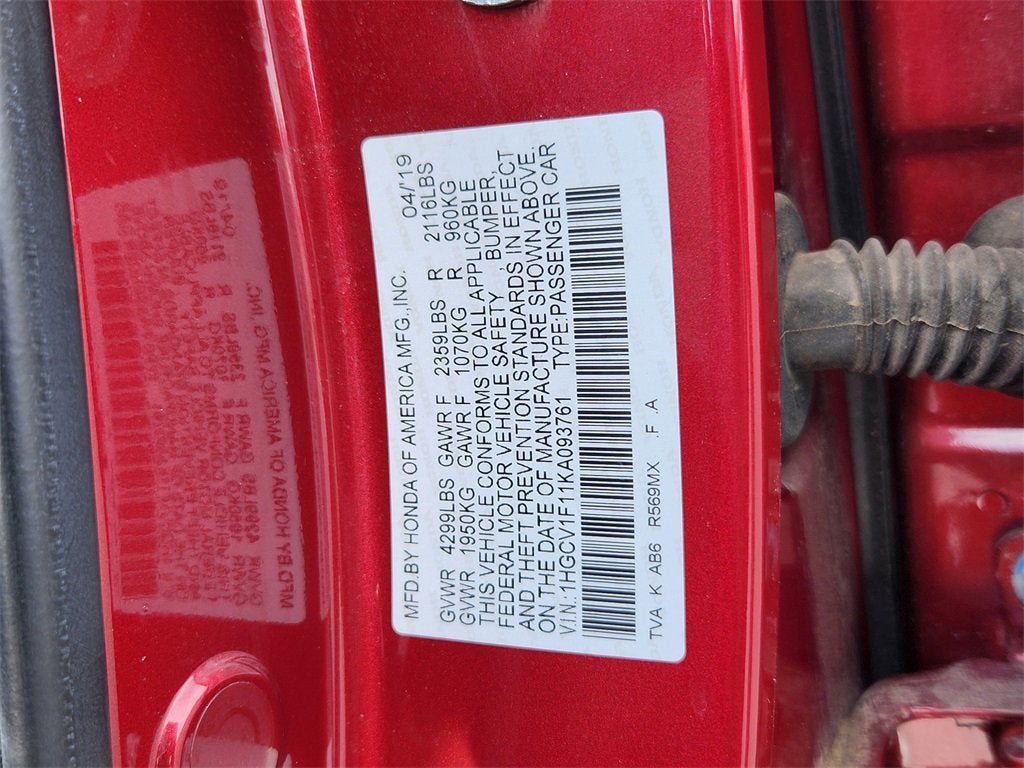 MFD.BY HONDA OF AMERICA MFG.,INC. 04/'19
GVWR 4299LBS GAWR F 2359LBS R 2116LBS
GVWR 1950KG GAWR F 1070KG R 960KG
THIS VEHICLE CONFORMS TO ALL APPLICABLE
FEDERAL MOTOR VEHICLE SAFETY, BUMPER,
AND THEFT PREVENTION STANDARDS IN EFFECT
ON THE DATE OF MANUFACTURE SHOWN ABOVE.
V.I.N.:1HGCV1F11KA093761 TYPE:PASSENGER CAR
TVA K AB6 R569MX .F .A